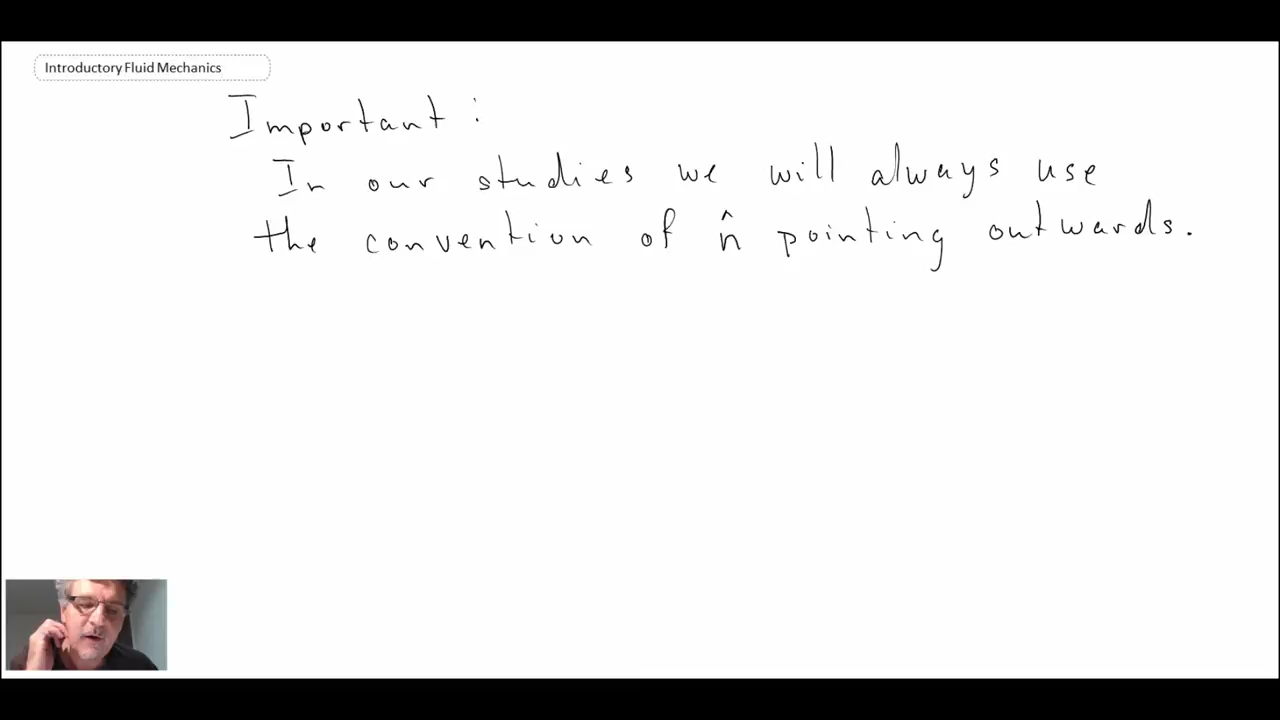 Introductory Fluid Mechanics
Important :
In our studies we will always use
the convention of n̂ pointing outwards.